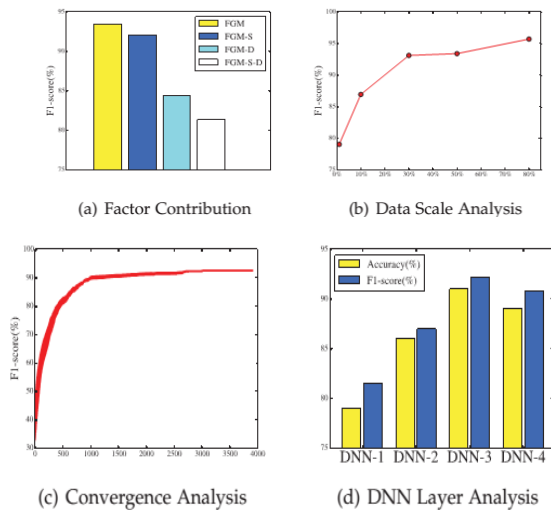 95
90
85
80
75
F1-score(%)
FGM
FGM-S
FGM-D
FGM-S-D
(a) Factor Contribution
100
95
90
85
80
75
F1-score(%)
0% 10% 20% 30% 40% 50% 60% 70% 80%
(b) Data Scale Analysis
100
90
80
70
60
50
40
30
F1-score(%)
0 500 1000 1500 2000 2500 3000 3500 4000
(c) Convergence Analysis
95
90
85
80
75
Accuracy(%)
F1-score(%)
DNN-1 DNN-2 DNN-3 DNN-4
(d) DNN Layer Analysis